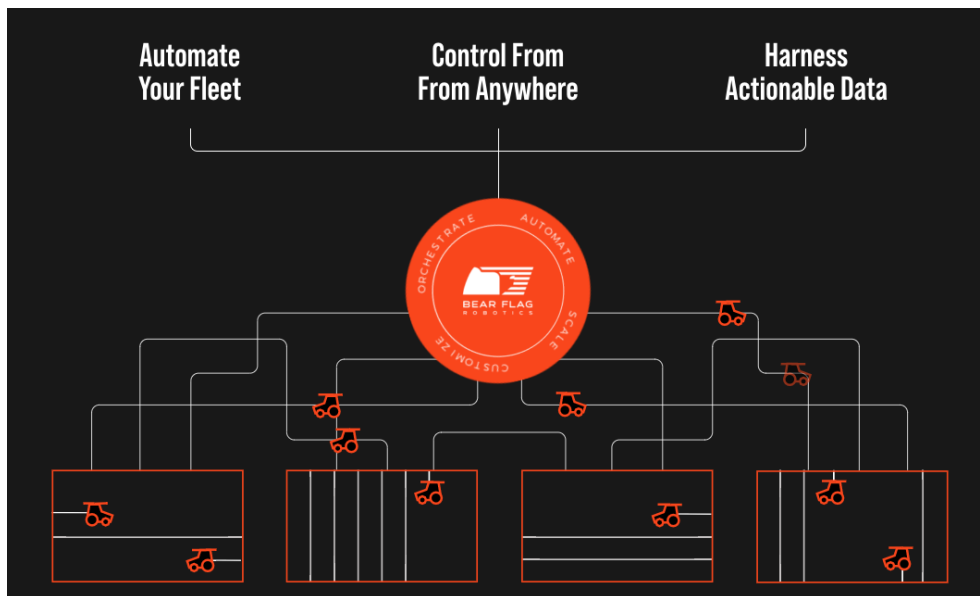 Automate
Your Fleet
Control From
From Anywhere
Harness
Actionable Data
ORCHESTRATE
AUTOMATE
SCALE
CUSTOMIZE
BEAR FLAG
ROBOTICS